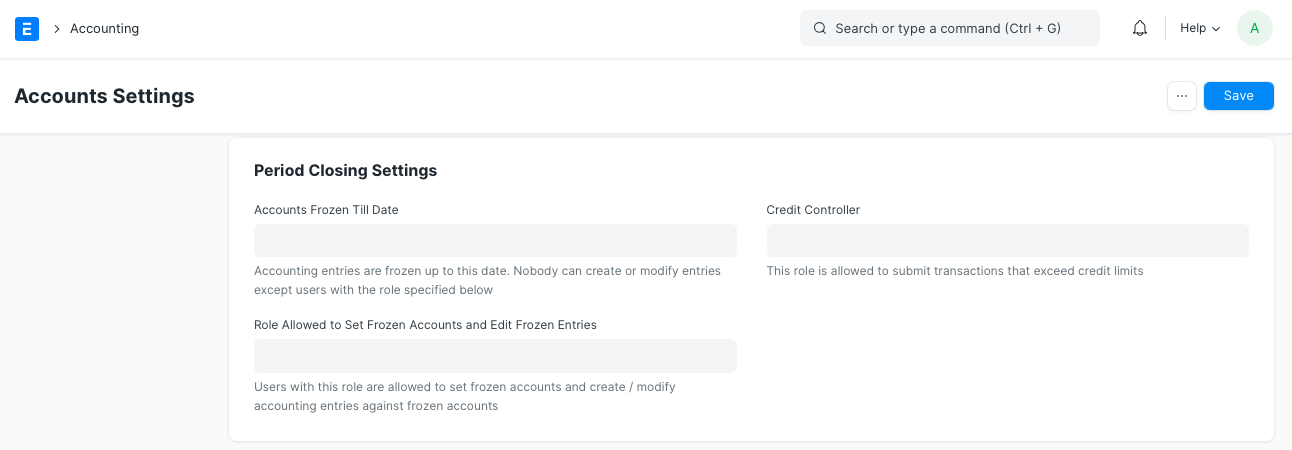 E Accounting Search or type a command (Ctrl + G) Help A
Accounts Settings ... Save
Period Closing Settings
Accounts Frozen Till Date
Accounting entries are frozen up to this date. Nobody can create or modify entries
except users with the role specified below
Role Allowed to Set Frozen Accounts and Edit Frozen Entries
Users with this role are allowed to set frozen accounts and create / modify
accounting entries against frozen accounts
Credit Controller
This role is allowed to submit transactions that exceed credit limits